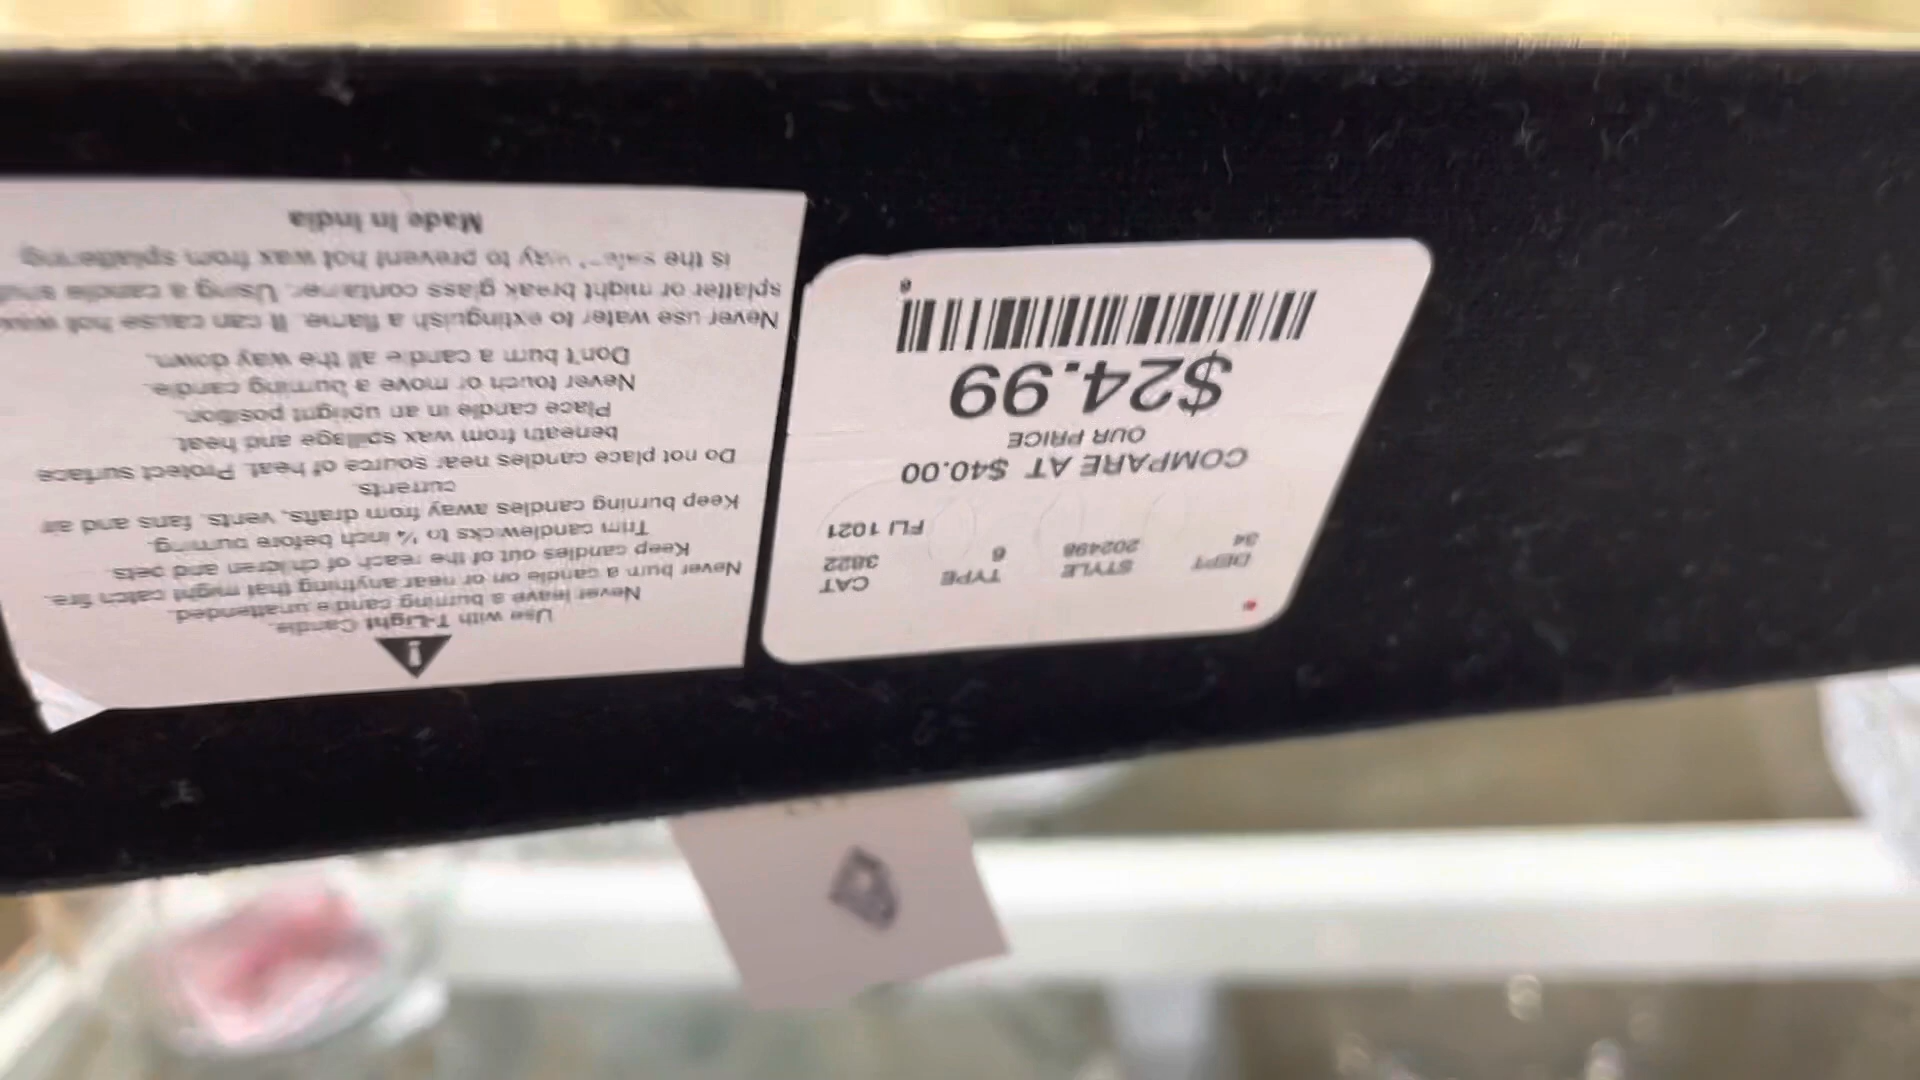 Use with T-Light Candle.
Never leave a burning candle unattended.
Never burn a candle on or near anything that might catch fire.
Keep candles out of the reach of children and pets.
Trim candlewicks to ¼ inch before burning.
Keep burning candles away from drafts, vents, fans and air
currents.
Do not place candles near source of heat. Protect surface
beneath from wax spillage and heat
Place candle in an upright position.
Never touch or move a burning candle.
Don't burn a candle all the way down.
Never use water to extinguish a flame. It can cause hot wax
splatter or might break glass container. Using a candle
is the way to prevent hot wax from splattering
Made In India
DEPT STYLE TYPE CAT
34 202498 6 3822
FLI 1021
COMPARE AT $40.00
OUR PRICE
$24.99